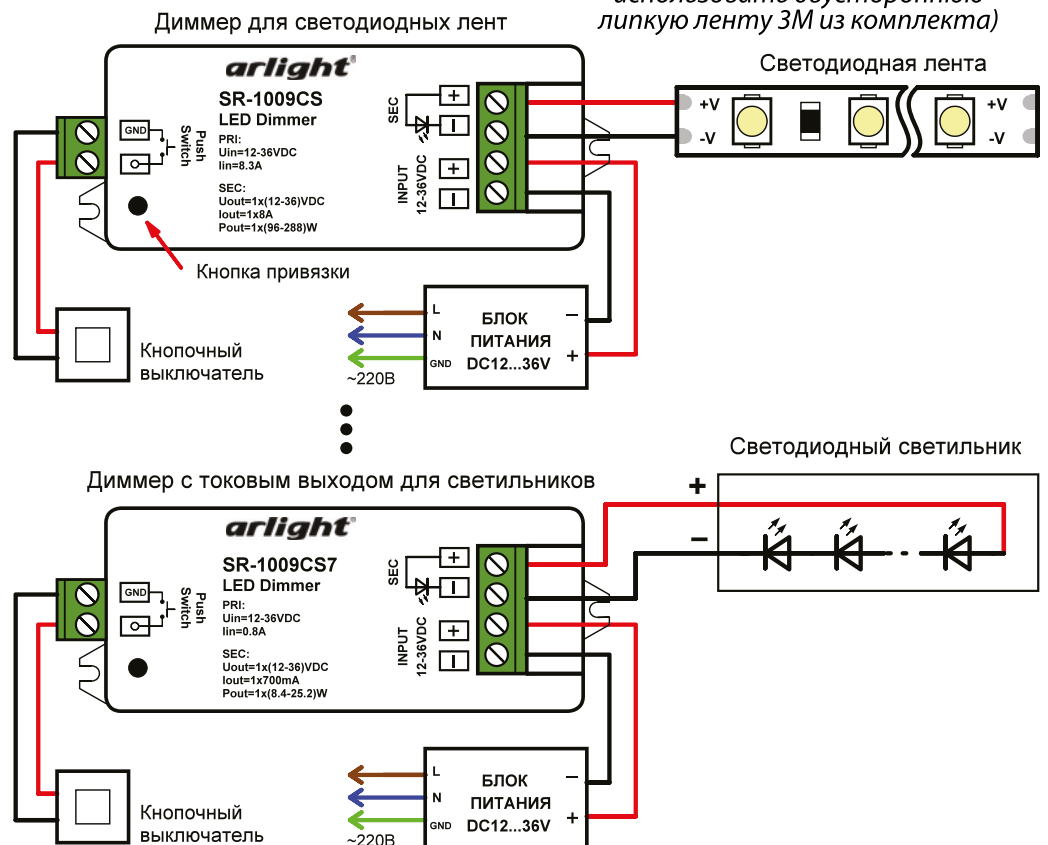 использовать двустороннюю
липкую ленту 3М из комплекта)
Диммер для светодиодных лент
Светодиодная лента
arlight®
SR-1009CS
LED Dimmer
PRI:
Uin=12-36VDC
Iin=8.3A
SEC:
Uout=1x(12-36)VDC
Iout=1x8A
Pout=1x(96-288)W
GND
Push
Switch
SEC
+
–
INPUT
12-36VDC
+
–
+V
-V
+V
-V
Кнопка привязки
Кнопочный
выключатель
L
N
GND
~220В
БЛОК
ПИТАНИЯ
DC12...36V
–
+
Диммер с токовым выходом для светильников
Светодиодный светильник
+
–
arlight®
SR-1009CS7
LED Dimmer
PRI:
Uin=12-36VDC
Iin=0.8A
SEC:
Uout=1x(12-36)VDC
Iout=1x700mA
Pout=1x(8.4-25.2)W
GND
Push
Switch
SEC
+
–
INPUT
12-36VDC
+
–
Кнопочный
выключатель
L
N
GND
~220В
БЛОК
ПИТАНИЯ
DC12...36V
–
+